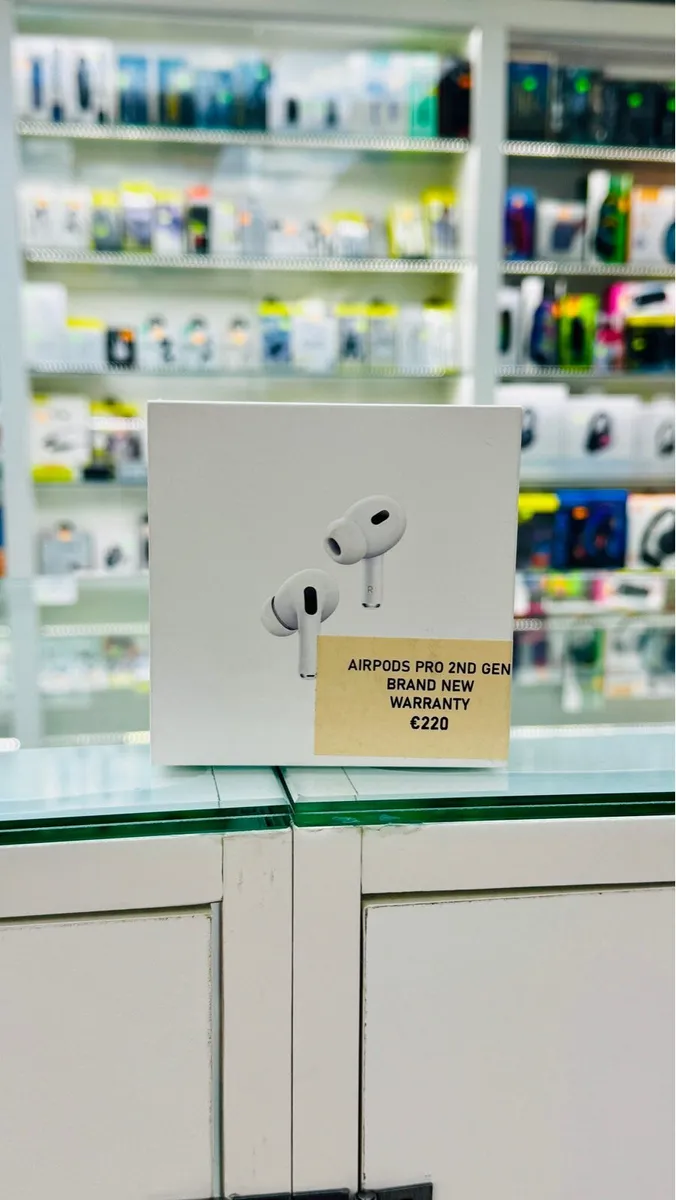 R
AIRPODS PRO 2ND GEN
BRAND NEW
WARRANTY
€220